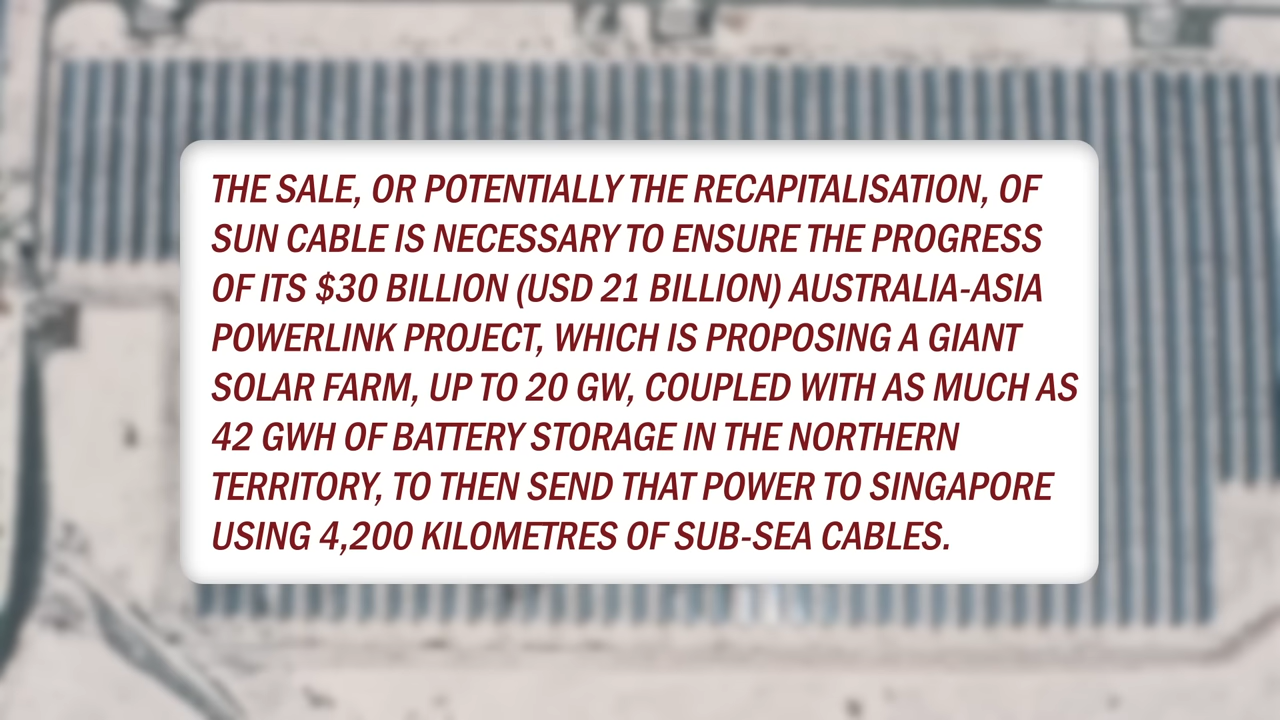 THE SALE, OR POTENTIALLY THE RECAPITALISATION, OF
SUN CABLE IS NECESSARY TO ENSURE THE PROGRESS
OF ITS $30 BILLION (USD 21 BILLION) AUSTRALIA-ASIA
POWERLINK PROJECT, WHICH IS PROPOSING A GIANT
SOLAR FARM, UP TO 20 GW, COUPLED WITH AS MUCH AS
42 GWH OF BATTERY STORAGE IN THE NORTHERN
TERRITORY, TO THEN SEND THAT POWER TO SINGAPORE
USING 4,200 KILOMETRES OF SUB-SEA CABLES.